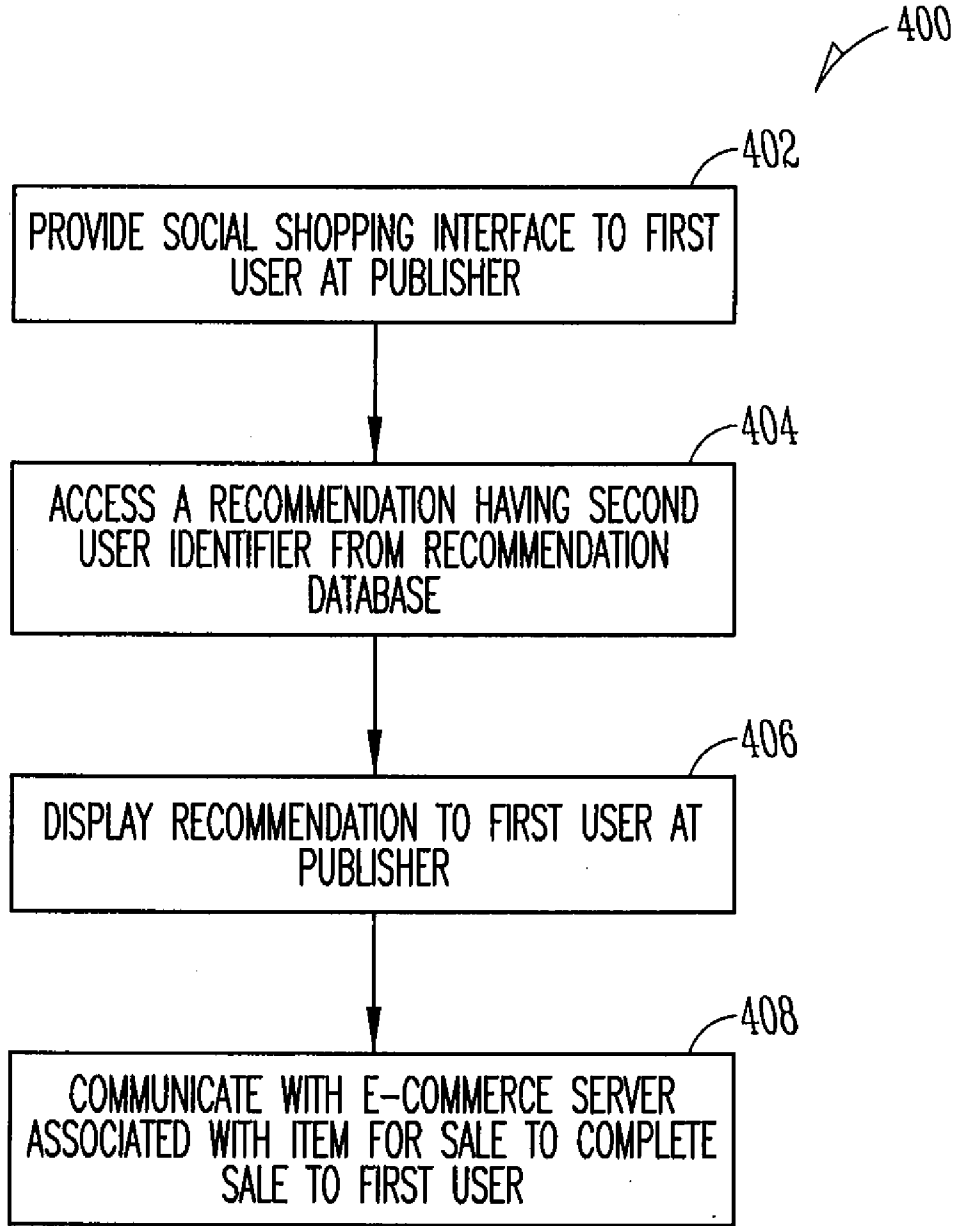 400
402
PROVIDE SOCIAL SHOPPING INTERFACE TO FIRST
USER AT PUBLISHER
404
ACCESS A RECOMMENDATION HAVING SECOND
USER IDENTIFIER FROM RECOMMENDATION
DATABASE
406
DISPLAY RECOMMENDATION TO FIRST USER AT
PUBLISHER
408
COMMUNICATE WITH E-COMMERCE SERVER
ASSOCIATED WITH ITEM FOR SALE TO COMPLETE
SALE TO FIRST USER